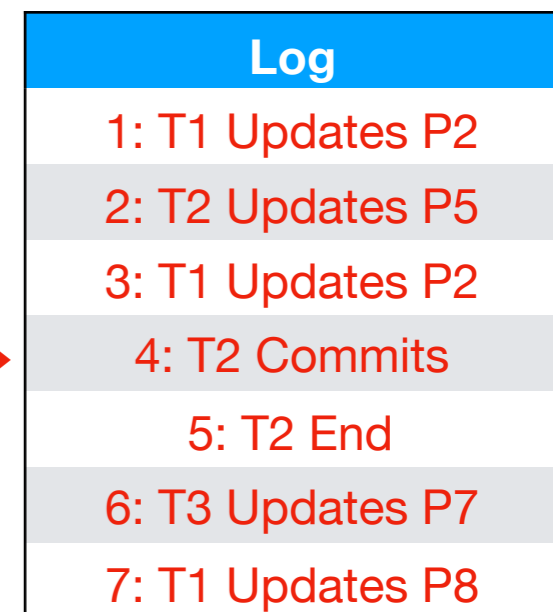 Log
1: T1 Updates P2
2: T2 Updates P5
3: T1 Updates P2
4: T2 Commits
5: T2 End
6: T3 Updates P7
7: T1 Updates P8